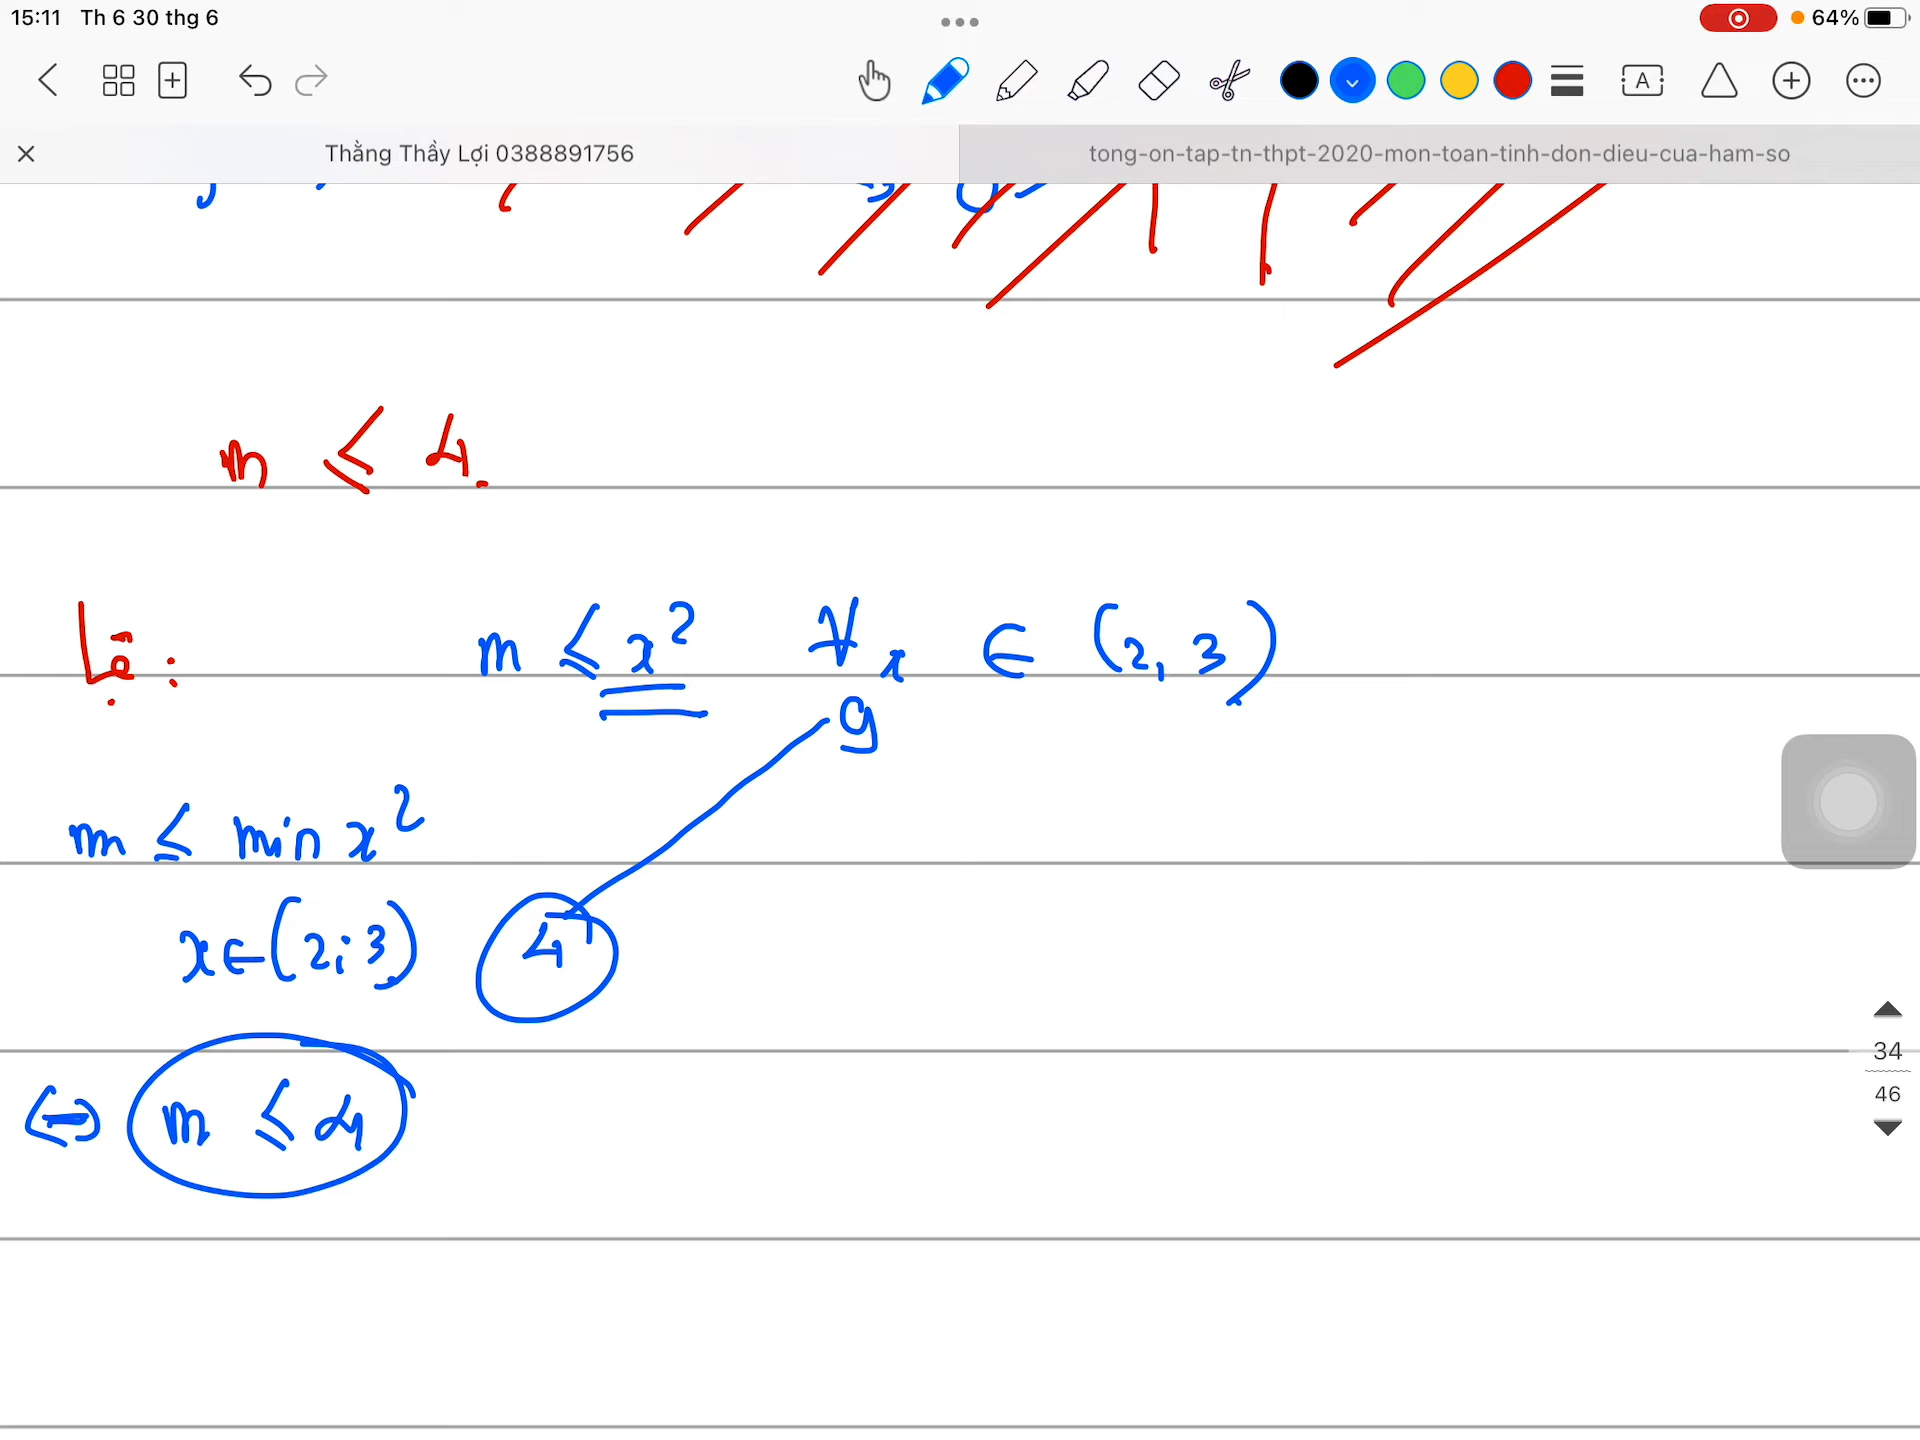 15:11 Th 6 30 thg 6
64%
A
Thằng Thầy Lợi 0388891756
tong-on-tap-tn-thpt-2020-mon-toan-tinh-don-dieu-cua-ham-so
m ≤ 4.
m ≤ x² ∀x ∈ (2, 3)
9
m ≤ min x²
x∈(2;3)
4
⇔ m ≤ 4
34
46